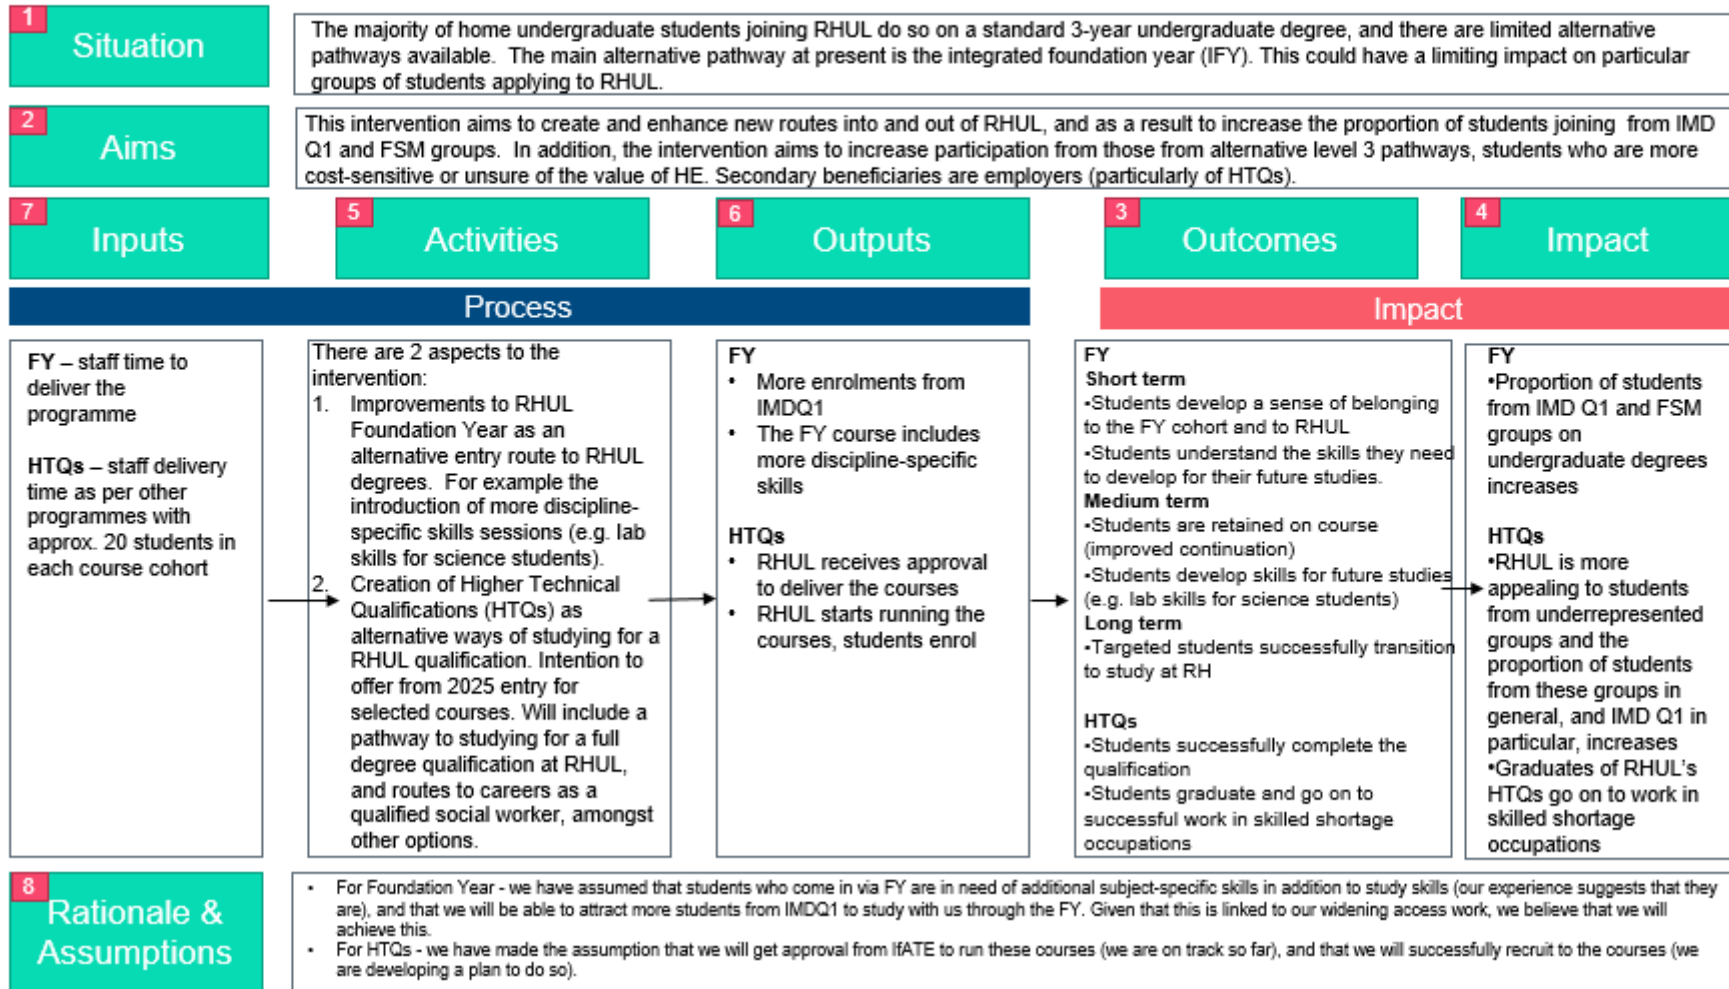 1
Situation
The majority of home undergraduate students joining RHUL do so on a standard 3-year undergraduate degree, and there are limited alternative
pathways available.  The main alternative pathway at present is the integrated foundation year (IFY). This could have a limiting impact on particular
groups of students applying to RHUL.
2
Aims
This intervention aims to create and enhance new routes into and out of RHUL, and as a result to increase the proportion of students joining  from IMD
Q1 and FSM groups.  In addition, the intervention aims to increase participation from those from alternative level 3 pathways, students who are more
cost-sensitive or unsure of the value of HE. Secondary beneficiaries are employers (particularly of HTQs).
7
Inputs
5
Activities
6
Outputs
3
Outcomes
4
Impact
Process
Impact
FY – staff time to
deliver the
programme
HTQs – staff delivery
time as per other
programmes with
approx. 20 students in
each course cohort
There are 2 aspects to the
intervention:
1. Improvements to RHUL
Foundation Year as an
alternative entry route to RHUL
degrees.  For example the
introduction of more discipline-
specific skills sessions (e.g. lab
skills for science students).
2. Creation of Higher Technical
Qualifications (HTQs) as
alternative ways of studying for a
RHUL qualification. Intention to
offer from 2025 entry for
selected courses. Will include a
pathway to studying for a full
degree qualification at RHUL,
and routes to careers as a
qualified social worker, amongst
other options.
FY
• More enrolments from
IMDQ1
• The FY course includes
more discipline-specific
skills
HTQs
• RHUL receives approval
to deliver the courses
• RHUL starts running the
courses, students enrol
FY
Short term
•Students develop a sense of belonging
to the FY cohort and to RHUL
•Students understand the skills they need
to develop for their future studies.
Medium term
•Students are retained on course
(improved continuation)
•Students develop skills for future studies
(e.g. lab skills for science students)
Long term
•Targeted students successfully transition
to study at RH
HTQs
•Students successfully complete the
qualification
•Students graduate and go on to
successful work in skilled shortage
occupations
FY
•Proportion of students
from IMD Q1 and FSM
groups on
undergraduate degrees
increases
HTQs
•RHUL is more
appealing to students
from underrepresented
groups and the
proportion of students
from these groups in
general, and IMD Q1 in
particular, increases
•Graduates of RHUL's
HTQs go on to work in
skilled shortage
occupations
8
Rationale &
Assumptions
• For Foundation Year - we have assumed that students who come in via FY are in need of additional subject-specific skills in addition to study skills (our experience suggests that they
are), and that we will be able to attract more students from IMDQ1 to study with us through the FY. Given that this is linked to our widening access work, we believe that we will
achieve this.
• For HTQs - we have made the assumption that we will get approval from IfATE to run these courses (we are on track so far), and that we will successfully recruit to the courses (we
are developing a plan to do so).